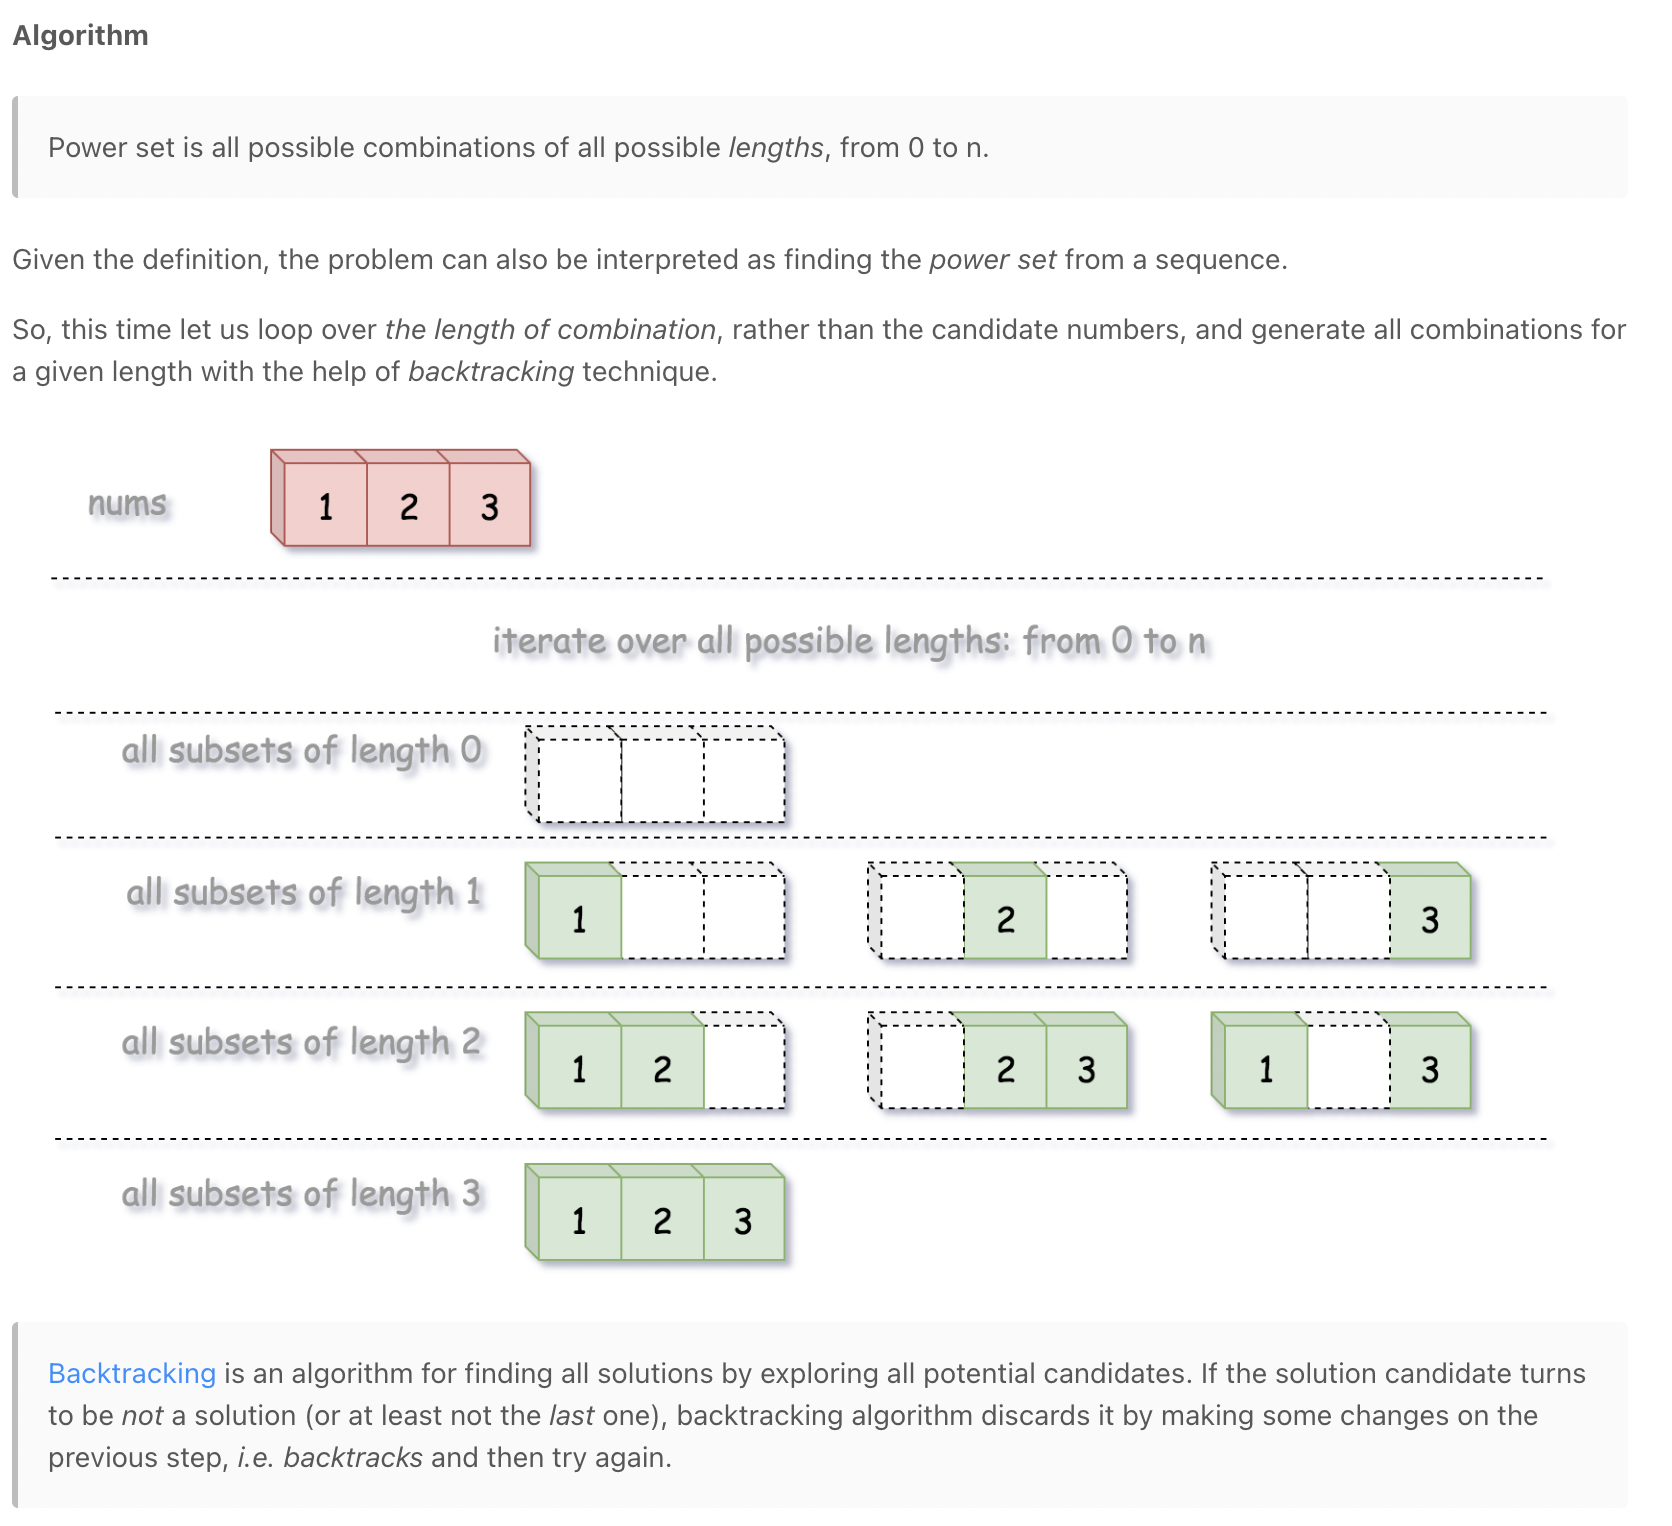 Algorithm
Power set is all possible combinations of all possible lengths, from 0 to n.
Given the definition, the problem can also be interpreted as finding the power set from a sequence.
So, this time let us loop over the length of combination, rather than the candidate numbers, and generate all combinations for
a given length with the help of backtracking technique.
nums 1 2 3
iterate over all possible lengths: from 0 to n
all subsets of length 0
all subsets of length 1 1 2 3
all subsets of length 2 1 2 2 3 1 3
all subsets of length 3 1 2 3
Backtracking is an algorithm for finding all solutions by exploring all potential candidates. If the solution candidate turns
to be not a solution (or at least not the last one), backtracking algorithm discards it by making some changes on the
previous step, i.e. backtracks and then try again.